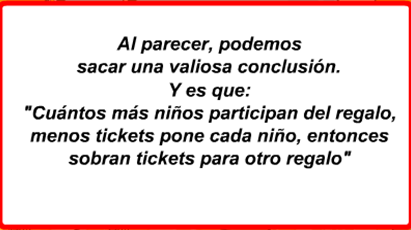 Al parecer, podemos
sacar una valiosa conclusión.
Y es que:
"Cuántos más niños participan del regalo,
menos tickets pone cada niño, entonces
sobran tickets para otro regalo"